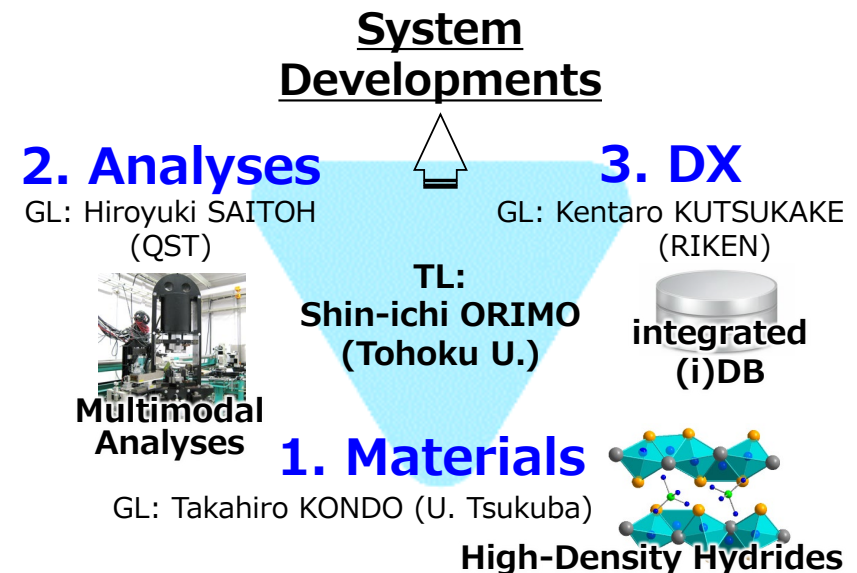 System
Developments
2. Analyses
GL: Hiroyuki SAITOH
(QST)
Multimodal
Analyses
3. DX
GL: Kentaro KUTSUKAKE
(RIKEN)
integrated
(i)DB
TL:
Shin-ichi ORIMO
(Tohoku U.)
1. Materials
GL: Takahiro KONDO (U. Tsukuba)
High-Density Hydrides